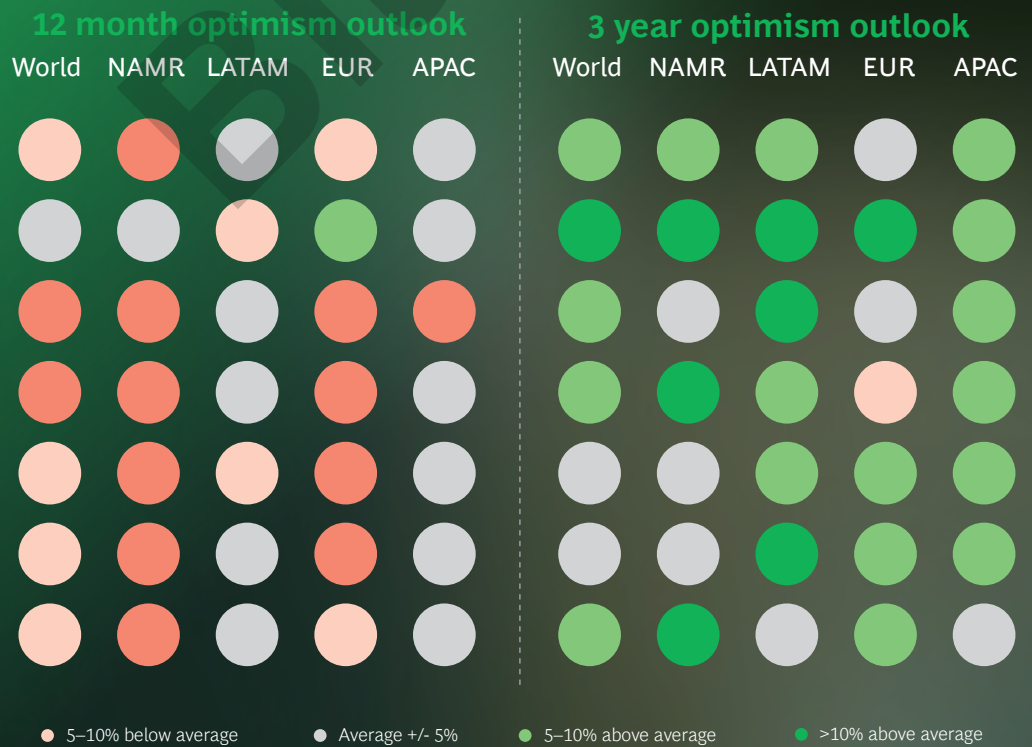 12 month optimism outlook
3 year optimism outlook
World NAMR LATAM EUR APAC
World NAMR LATAM EUR APAC
5–10% below average
Average +/- 5%
5–10% above average
>10% above average